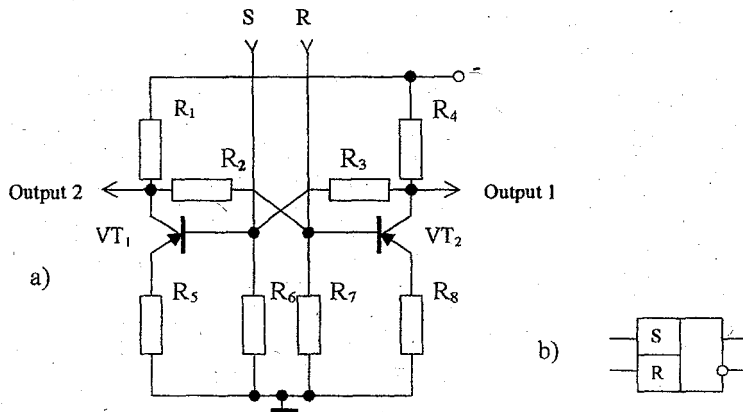 S R
-
R₁ R₄
R₂ R₃
Output 2 Output 1
VT₁ VT₂
a)
R₅ R₆ R₇ R₈
b)
S
R